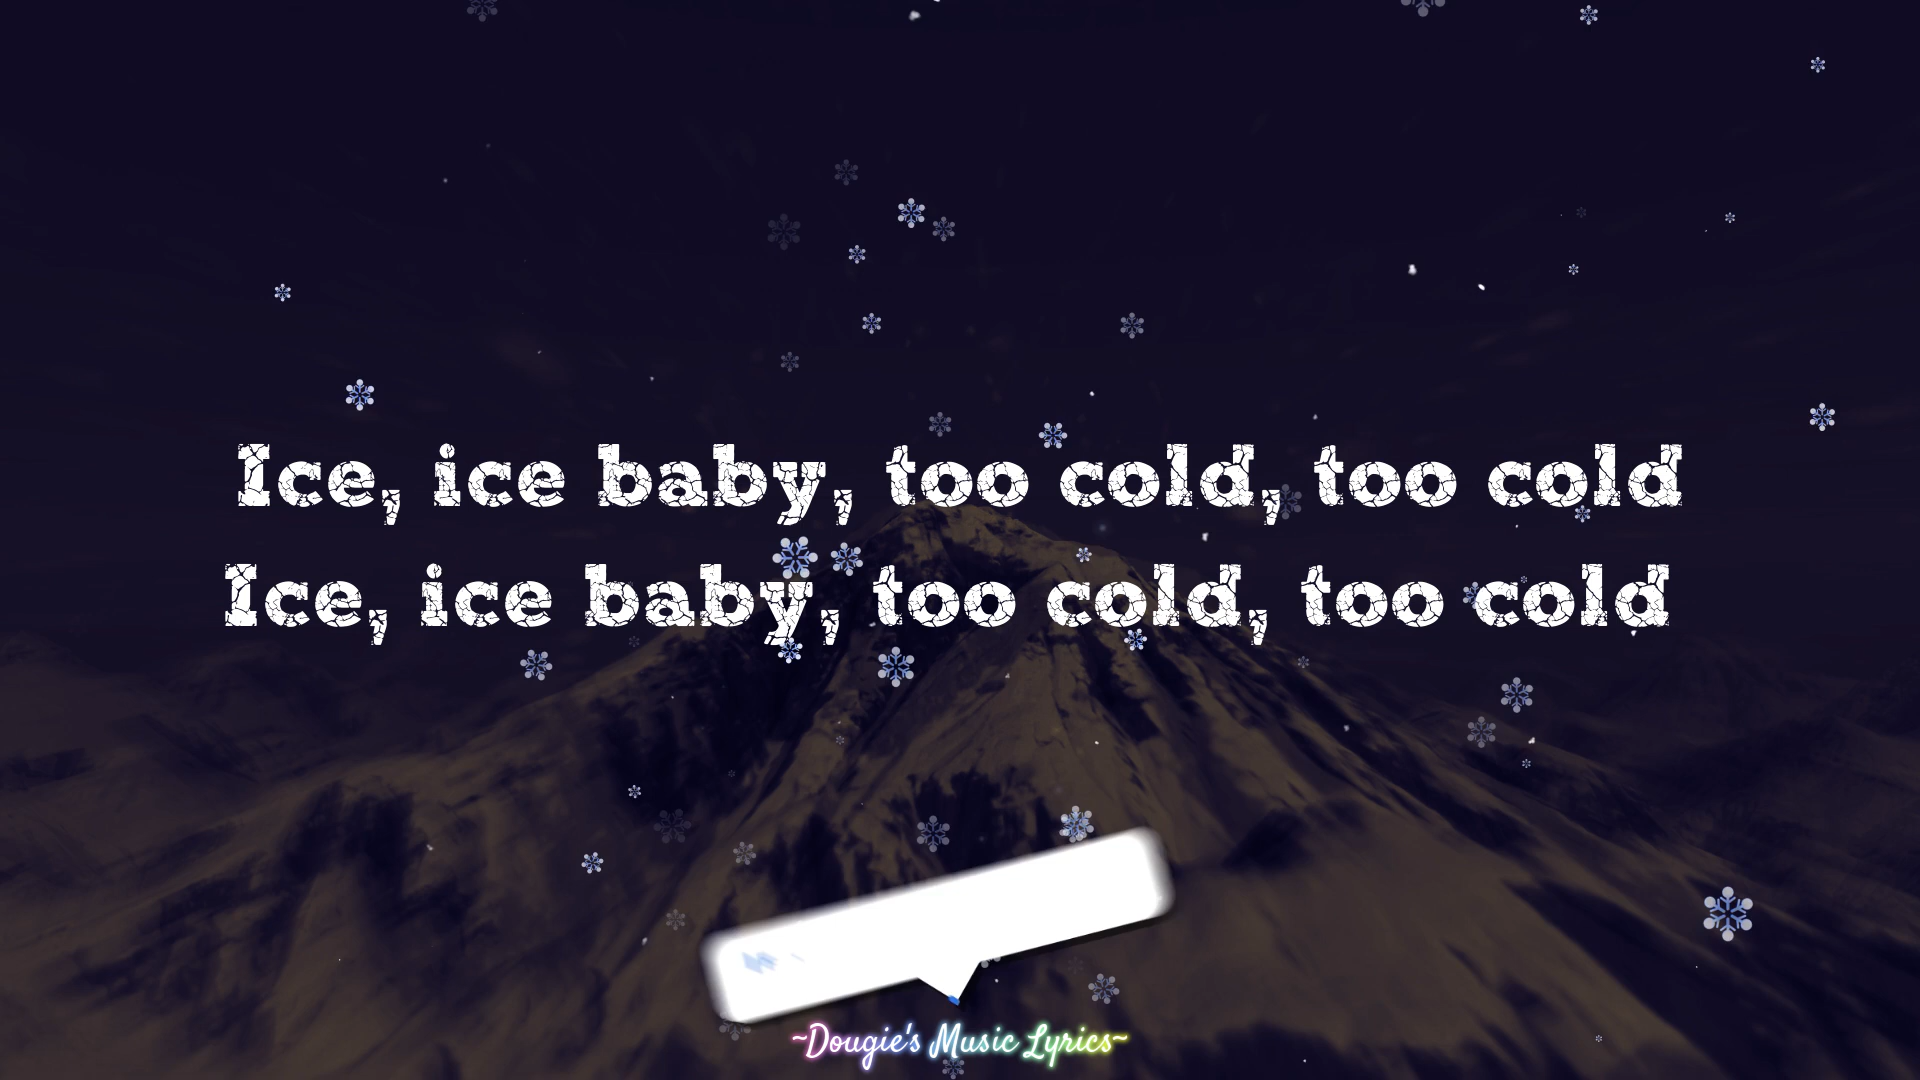 Ice, ice baby, too cold, too cold
Ice, ice baby, too cold, too cold
~Dougie's Music Lyrics~